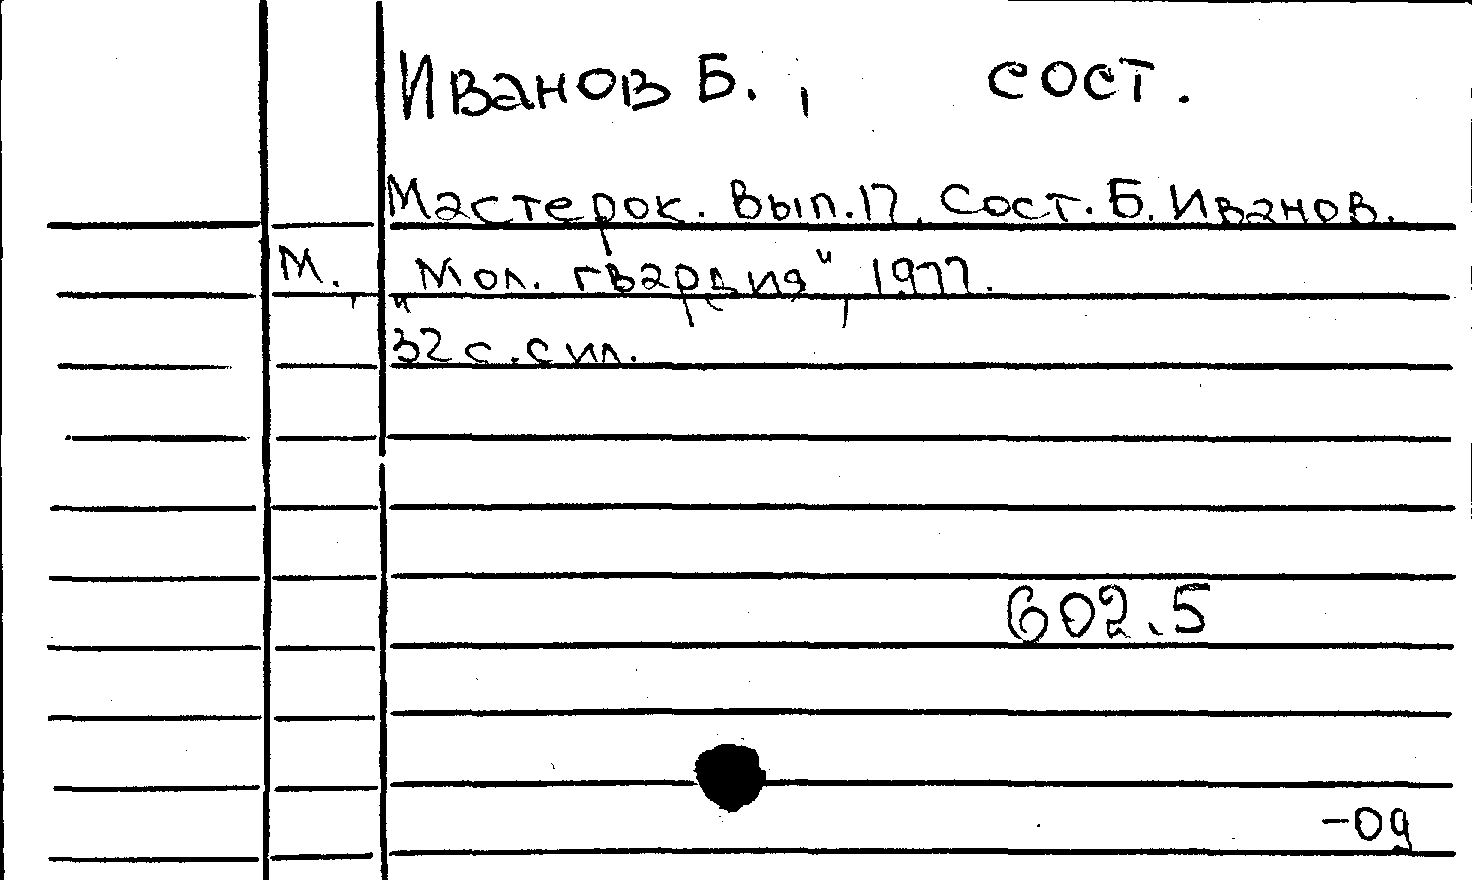 Иванов Б., сост.
Мастерок. Вып.17. Сост. Б. Иванов.
М., "Мол. гвардия", 1977.
32 с. с ил.
602.5
-09